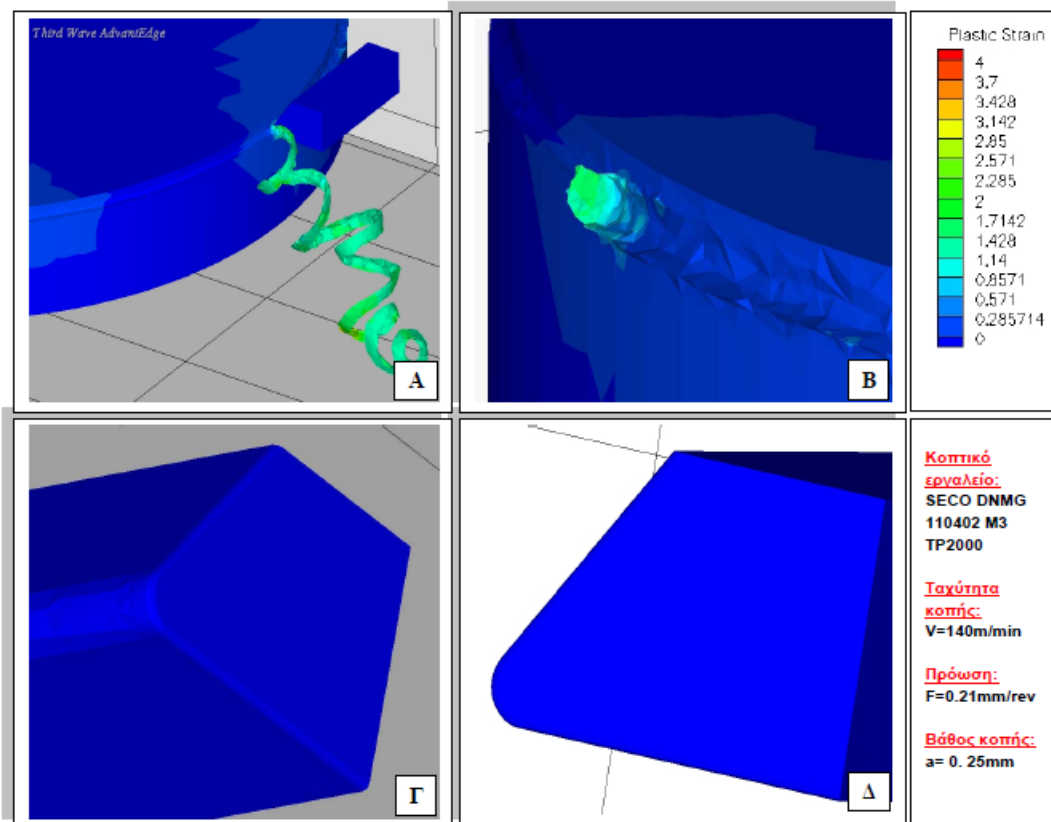 Third Wave AdvantEdge
A
B
Plastic Strain
4
3.7
3.428
3.142
2.85
2.571
2.285
2
1.7142
1.428
1.14
0.8571
0.571
0.285714
0
Γ
Δ
Κοπτικό
εργαλείο:
SECO DNMG
110402 M3
TP2000
Ταχύτητα
κοπής:
V=140m/min
Πρόωση:
F=0.21mm/rev
Βάθος κοπής:
a= 0. 25mm